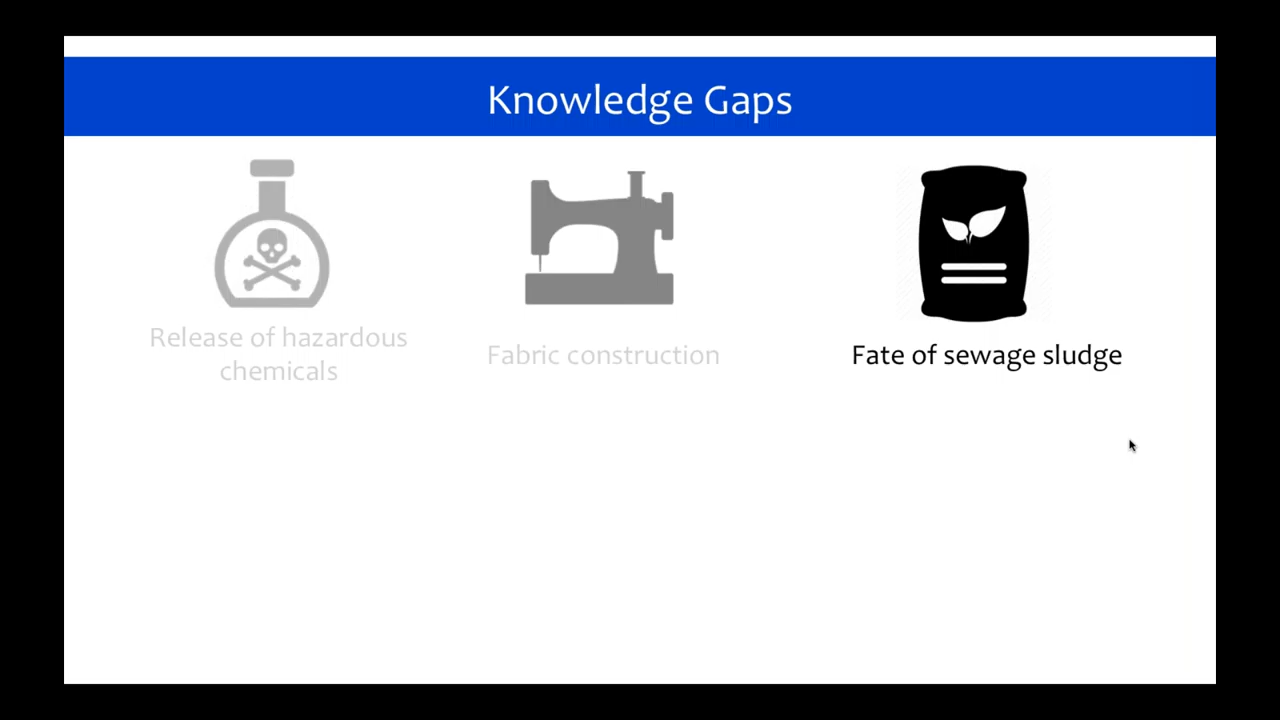 Knowledge Gaps
Release of hazardous
chemicals
Fabric construction
Fate of sewage sludge